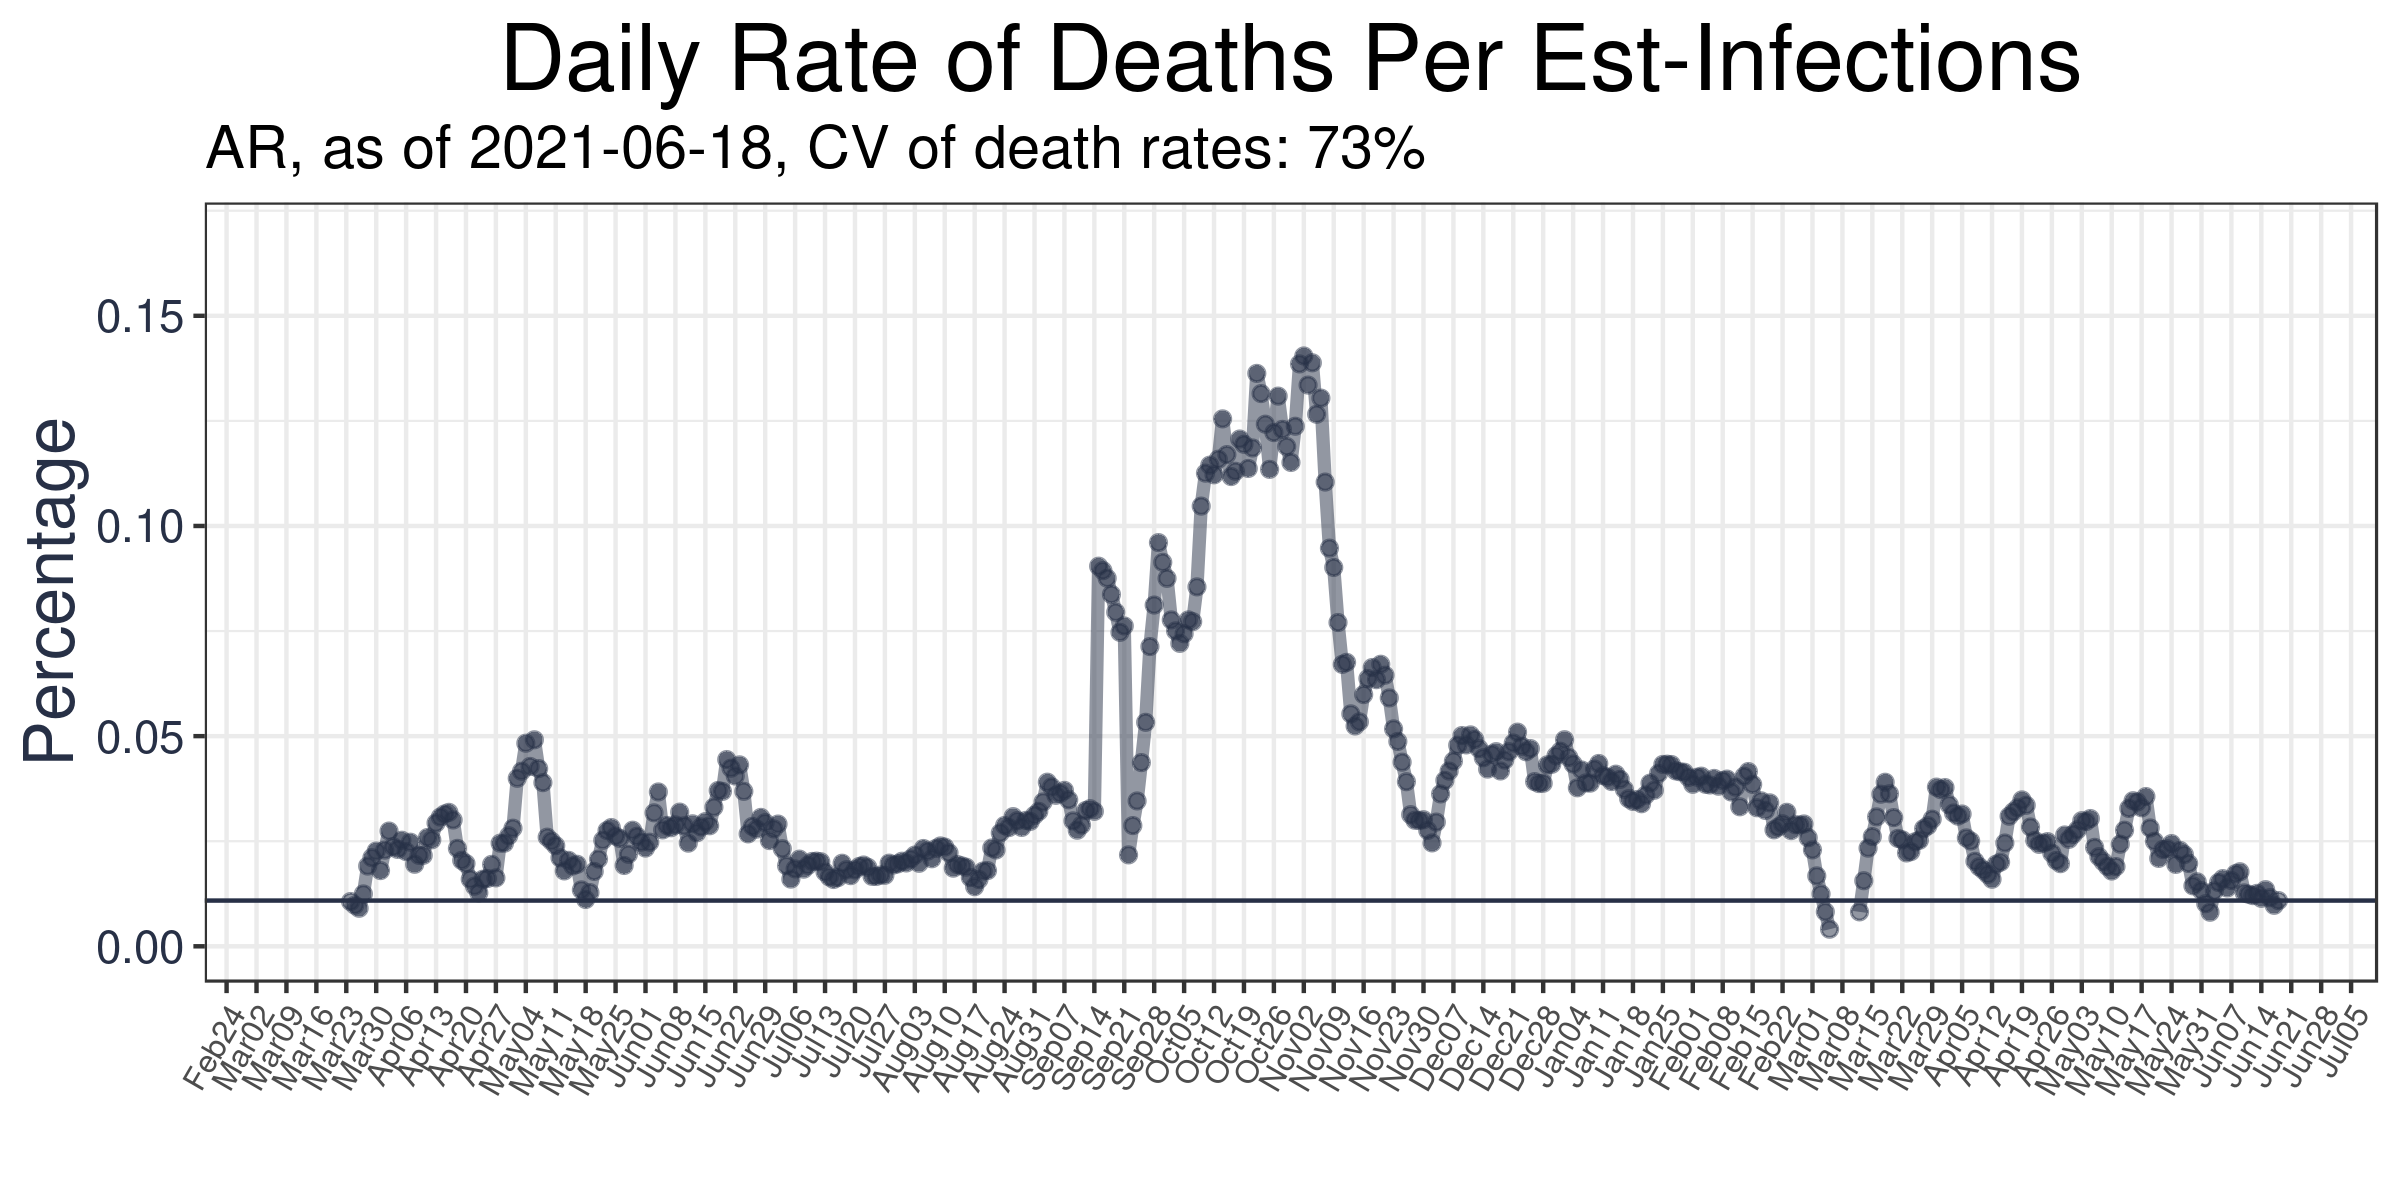 Daily Rate of Deaths Per Est-Infections
AR, as of 2021-06-18, CV of death rates: 73%
Percentage
0.15
0.10
0.05
0.00
Feb24
Mar02
Mar09
Mar16
Mar23
Mar30
Apr06
Apr13
Apr20
Apr27
May04
May11
May18
May25
Jun01
Jun08
Jun15
Jun22
Jun29
Jul06
Jul13
Jul20
Jul27
Aug03
Aug10
Aug17
Aug24
Aug31
Sep07
Sep14
Sep21
Sep28
Oct05
Oct12
Oct19
Oct26
Nov02
Nov09
Nov16
Nov23
Nov30
Dec07
Dec14
Dec21
Dec28
Jan04
Jan11
Jan18
Jan25
Feb01
Feb08
Feb15
Feb22
Mar01
Mar08
Mar15
Mar22
Mar29
Apr05
Apr12
Apr19
Apr26
May03
May10
May17
May24
May31
Jun07
Jun14
Jun21
Jun28
Jul05